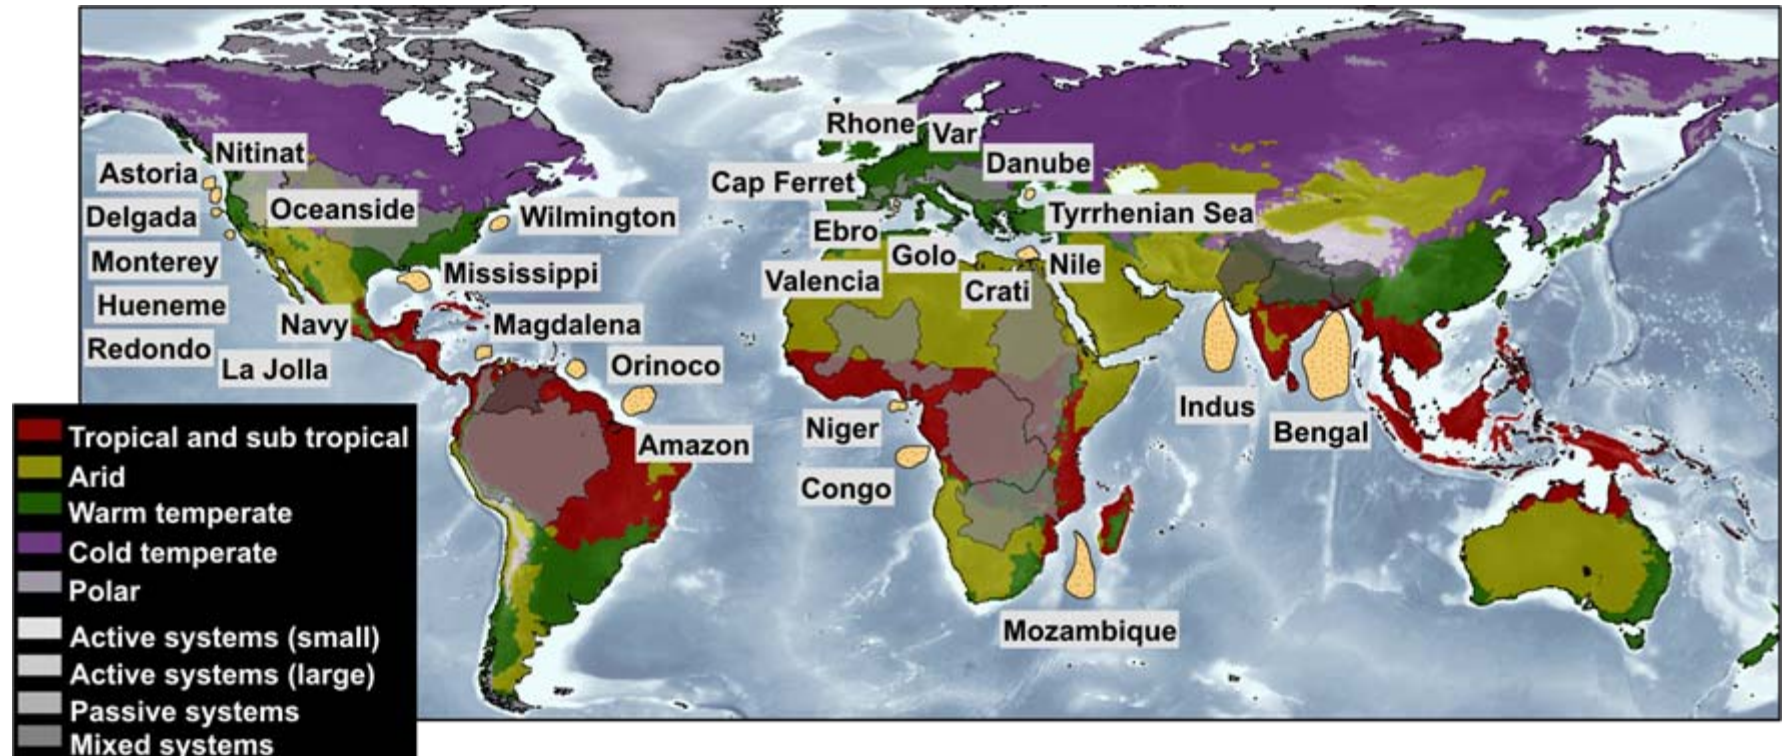 Rhone
Var
Nitinat
Danube
Astoria
Cap Ferret
Oceanside
Delgada
Wilmington
Tyrrhenian Sea
Ebro
Golo
Nile
Monterey
Mississippi
Valencia
Crati
Hueneme
Navy
Magdalena
Redondo
La Jolla
Orinoco
Indus
Niger
Bengal
Amazon
Congo
Mozambique
Tropical and sub tropical
Arid
Warm temperate
Cold temperate
Polar
Active systems (small)
Active systems (large)
Passive systems
Mixed systems